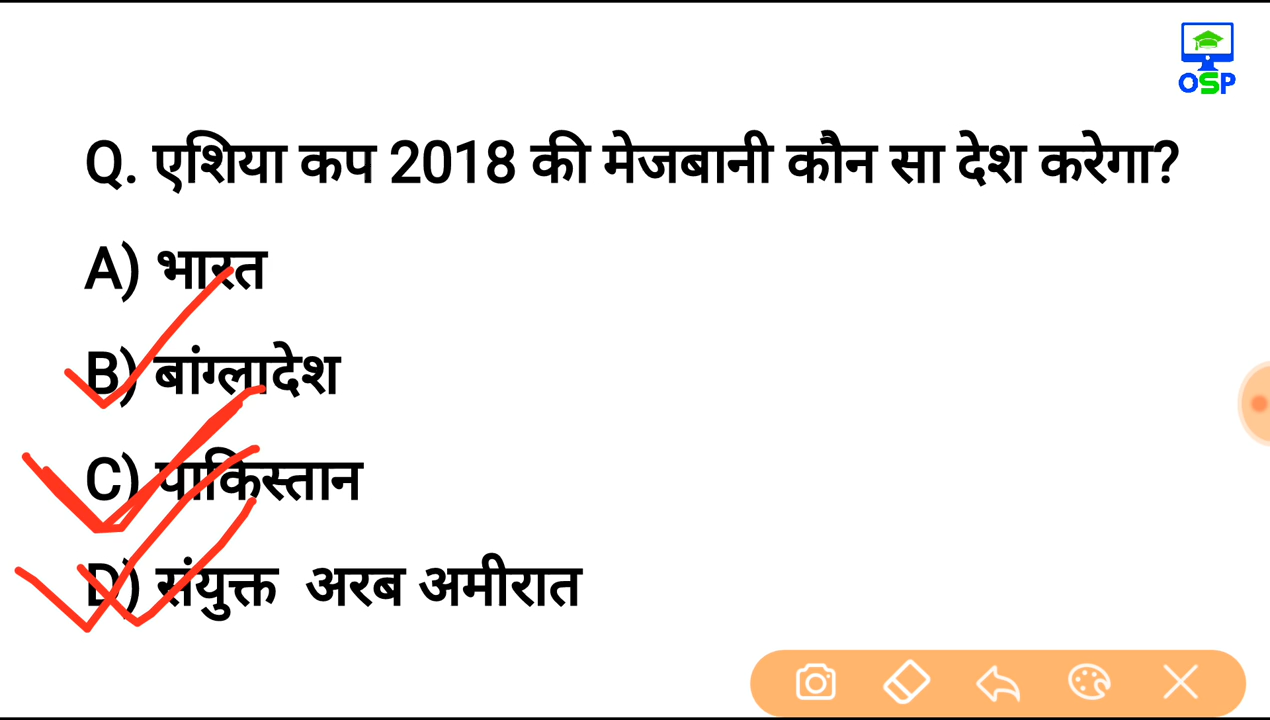 OSP
Q. एशिया कप 2018 की मेजबानी कौन सा देश करेगा?
A) भारत
B) बांग्लादेश
C) पाकिस्तान
D) संयुक्त अरब अमीरात